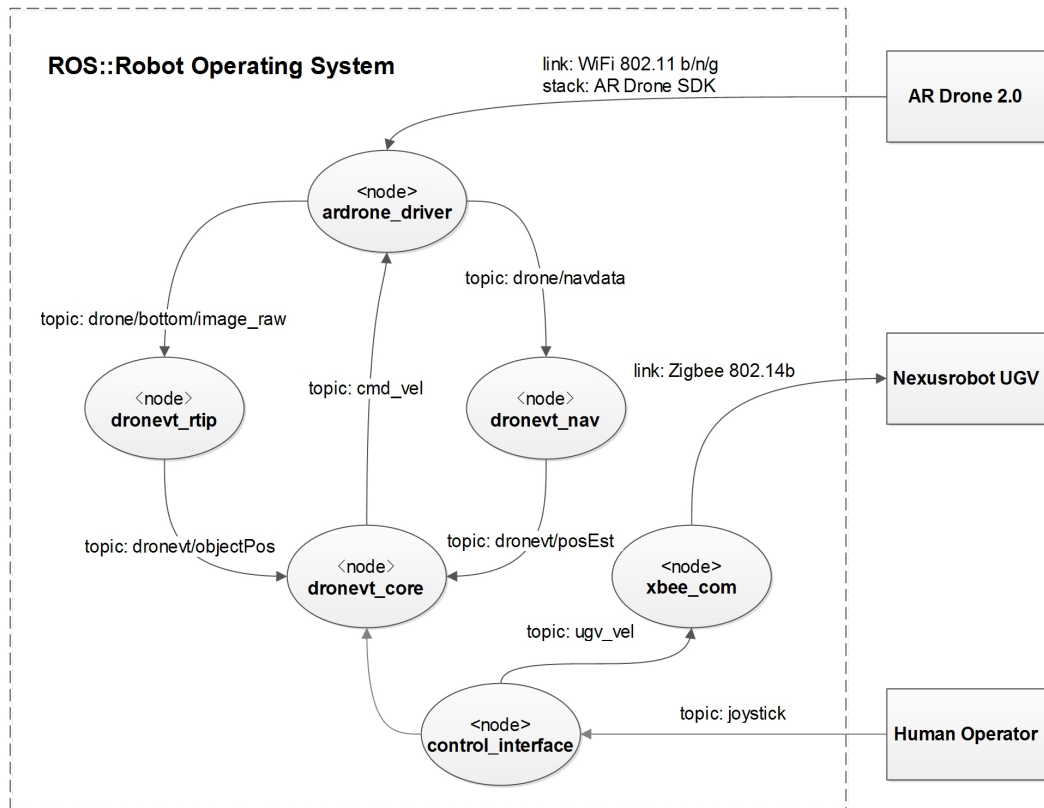 ROS::Robot Operating System
link: WiFi 802.11 b/n/g
stack: AR Drone SDK
AR Drone 2.0
<node>
ardrone_driver
topic: drone/navdata
topic: drone/bottom/image_raw
link: Zigbee 802.14b
Nexusrobot UGV
topic: cmd_vel
<node>
dronevt_rtip
<node>
dronevt_nav
topic: dronevt/objectPos
topic: dronevt/posEst
<node>
dronevt_core
<node>
xbee_com
topic: ugv_vel
topic: joystick
<node>
control_interface
Human Operator